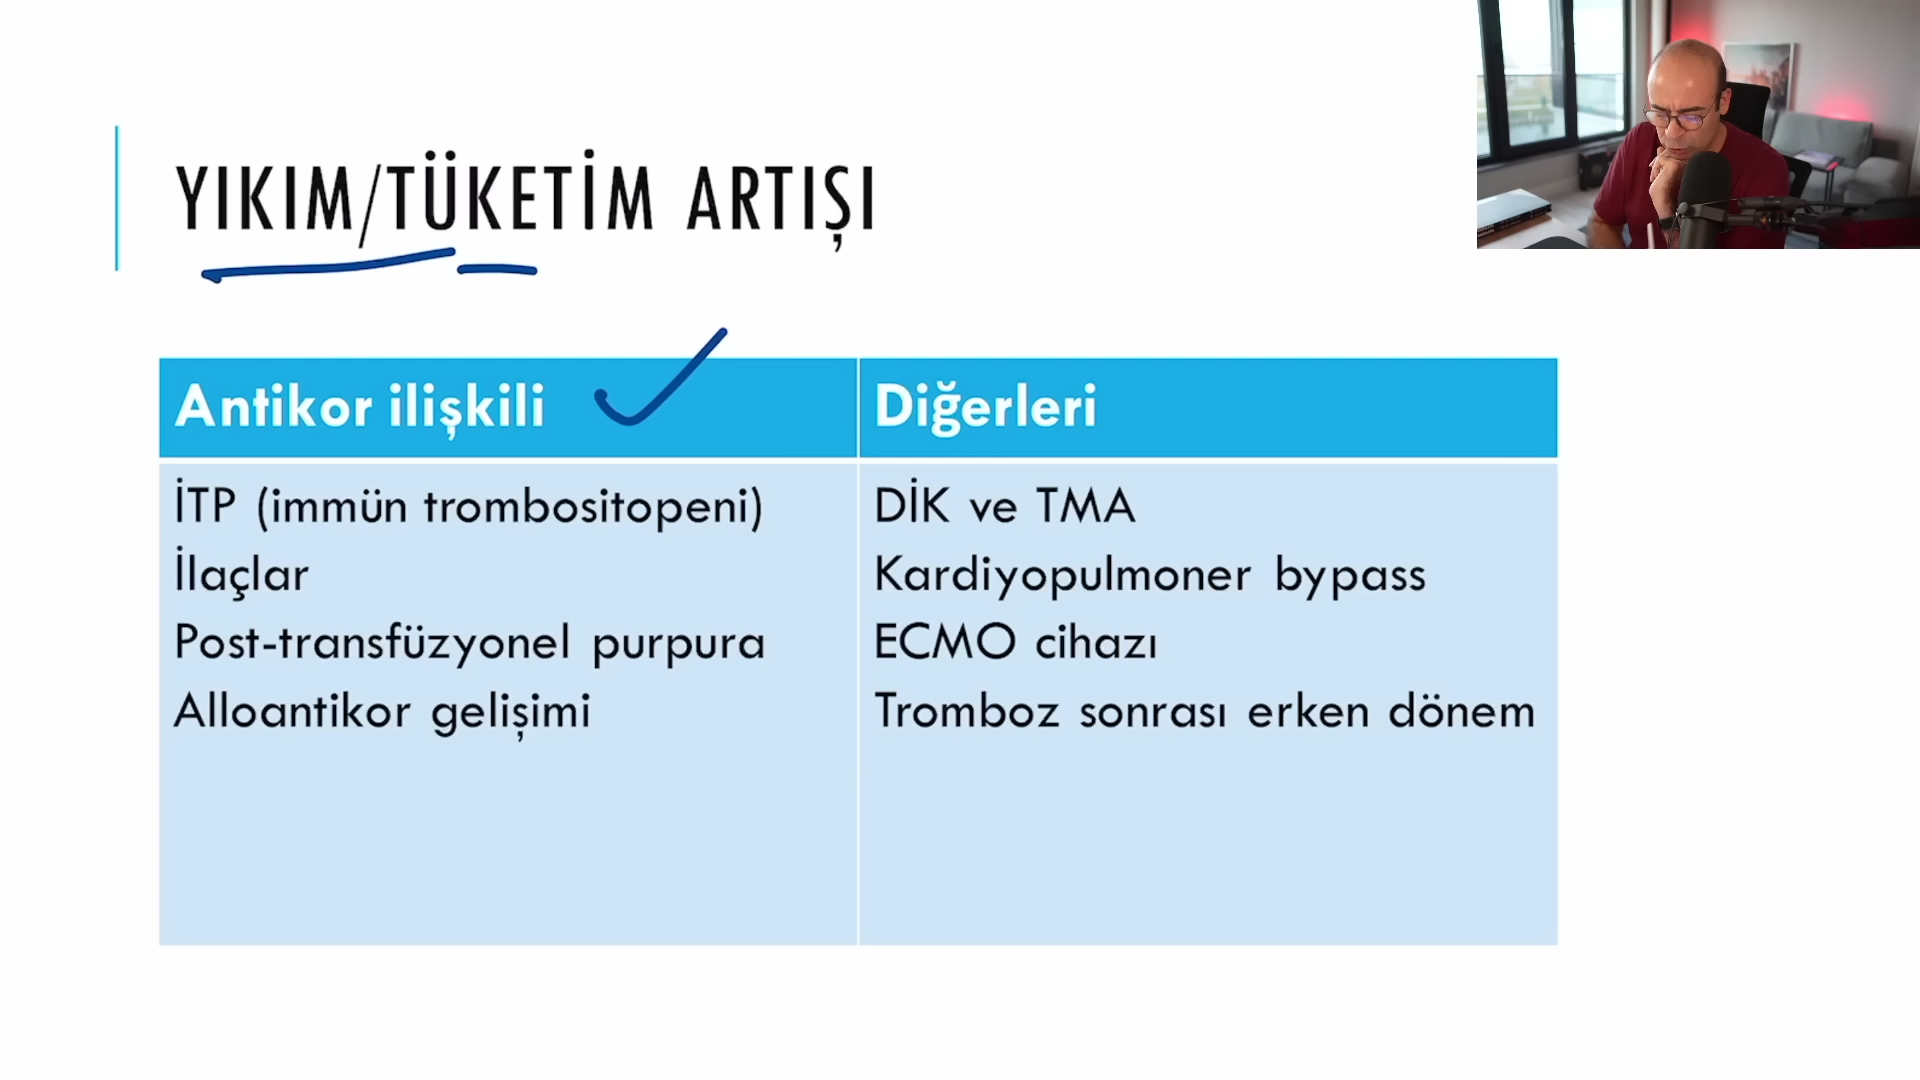 YIKIM/TÜKETİM ARTIŞI
Antikor ilişkili
Diğerleri
İTP (immün trombositopeni)
İlaçlar
Post-transfüzyonel purpura
Alloantikor gelişimi
DİK ve TMA
Kardiyopulmoner bypass
ECMO cihazı
Tromboz sonrası erken dönem